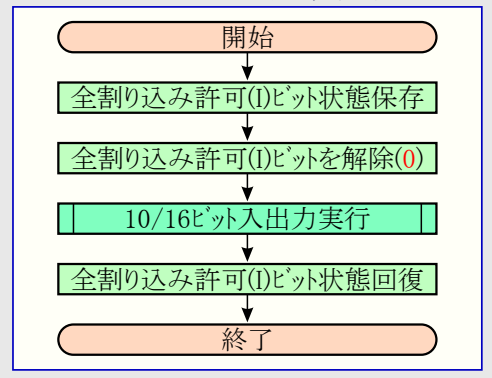 開始
全割り込み許可(I)ﾋﾞｯﾄ状態保存
全割り込み許可(I)ﾋﾞｯﾄを解除(0)
10/16ﾋﾞｯﾄ入出力実行
全割り込み許可(I)ﾋﾞｯﾄ状態回復
終了